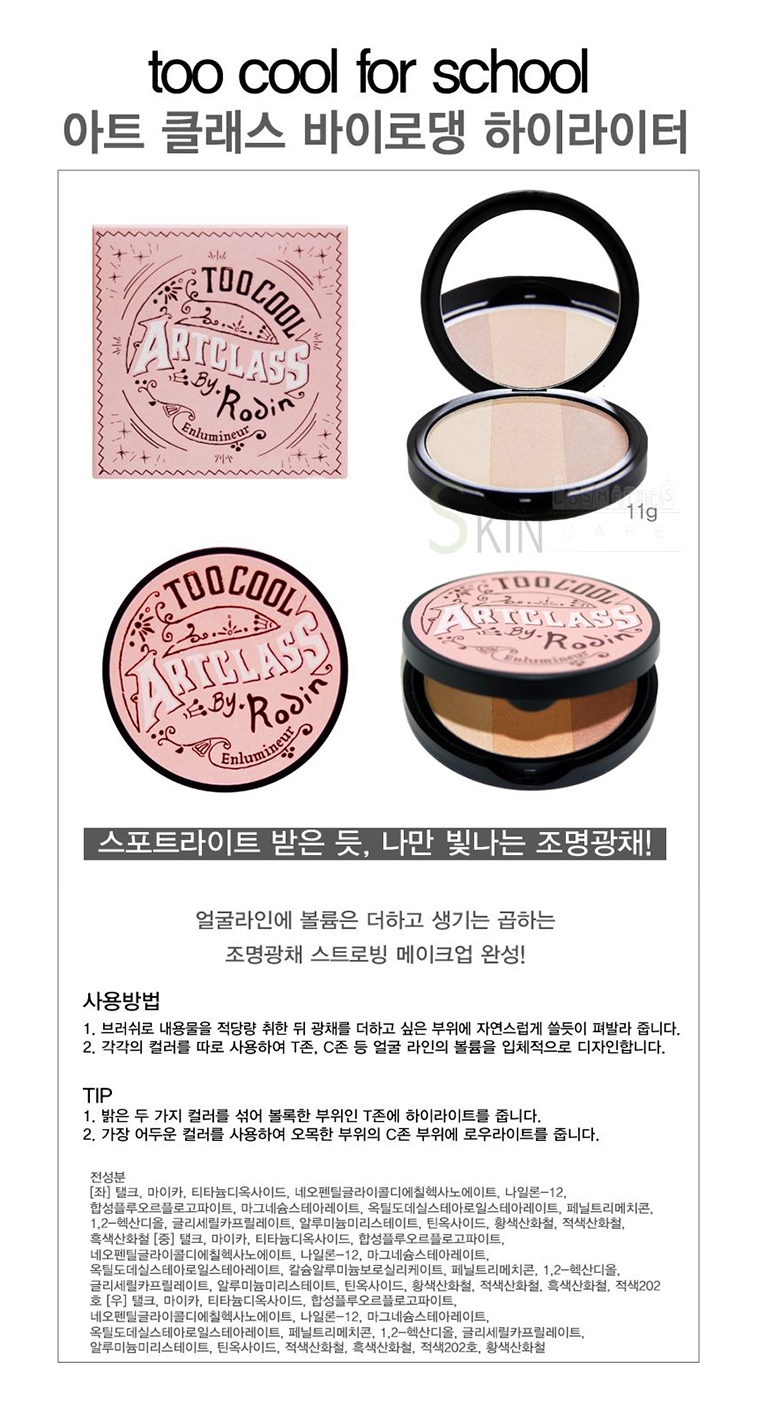 too cool for school
아트 클래스 바이로댕 하이라이터
TOO COOL
ARTCLASS
By. Rodin
Enlumineur
11g
SKIN
COSMETICS
CAFE
TOO COOL
ARTCLASS
By. Rodin
Enlumineur
TOO COOL
ARTCLASS
By. Rodin
Enlumineur
스포트라이트 받은 듯, 나만 빛나는 조명광채!
얼굴라인에 볼륨은 더하고 생기는 곱하는
조명광채 스트로빙 메이크업 완성!
사용방법
1. 브러쉬로 내용물을 적당량 취한 뒤 광채를 더하고 싶은 부위에 자연스럽게 쓸듯이 펴발라 줍니다.
2. 각각의 컬러를 따로 사용하여 T존, C존 등 얼굴 라인의 볼륨을 입체적으로 디자인합니다.
TIP
1. 밝은 두 가지 컬러를 섞어 볼록한 부위인 T존에 하이라이트를 줍니다.
2. 가장 어두운 컬러를 사용하여 오목한 부위의 C존 부위에 로우라이트를 줍니다.
전성분
[좌] 탤크, 마이카, 티타늄디옥사이드, 네오펜틸글라이콜디에칠헥사노에이트, 나일론-12,
합성플루오르플로고파이트, 마그네슘스테아레이트, 옥틸도데실스테아로일스테아레이트, 페닐트리메치콘,
1,2-헥산디올, 글리세릴카프릴레이트, 알루미늄미리스테이트, 틴옥사이드, 황색산화철, 적색산화철,
흑색산화철 [중] 탤크, 마이카, 티타늄디옥사이드, 합성플루오르플로고파이트,
네오펜틸글라이콜디에칠헥사노에이트, 나일론-12, 마그네슘스테아레이트,
옥틸도데실스테아로일스테아레이트, 칼슘알루미늄보로실리케이트, 페닐트리메치콘, 1,2-헥산디올,
글리세릴카프릴레이트, 알루미늄미리스테이트, 틴옥사이드, 황색산화철, 적색산화철, 흑색산화철, 적색202
호 [우] 탤크, 마이카, 티타늄디옥사이드, 합성플루오르플로고파이트,
네오펜틸글라이콜디에칠헥사노에이트, 나일론-12, 마그네슘스테아레이트,
옥틸도데실스테아로일스테아레이트, 페닐트리메치콘, 1,2-헥산디올, 글리세릴카프릴레이트,
알루미늄미리스테이트, 틴옥사이드, 적색산화철, 흑색산화철, 적색202호, 황색산화철